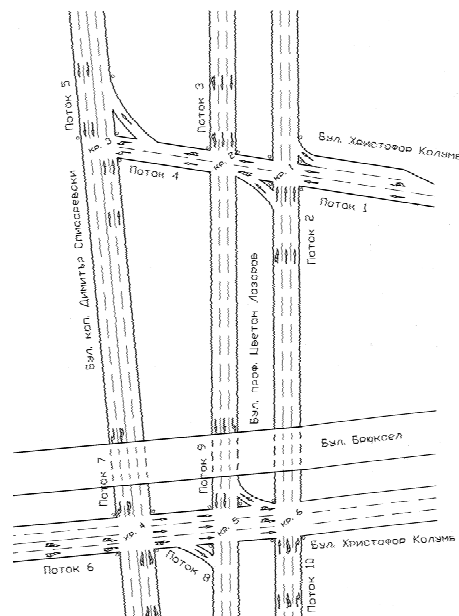 Поток 5
Поток 3
Бул. Христофор Колумб
кр. 3
кр. 2
кр. 1
Поток 4
Поток 1
Поток 2
Бул. кап. Димитър Списаревски
Бул. проф. Цветан Лазаров
Бул. Брюксел
Поток 7
Поток 9
кр. 4
кр. 5
кр. 6
Бул. Христофор Колумб
Поток 6
Поток 8
Поток 10